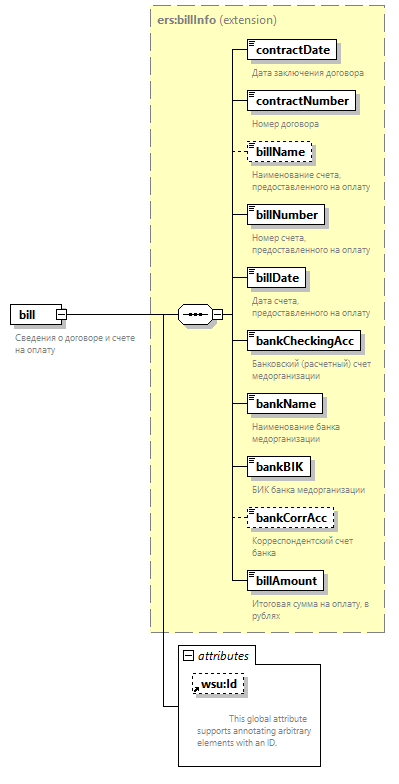 ers:billInfo (extension)
contractDate
Дата заключения договора
contractNumber
Номер договора
billName
Наименование счета,
предоставленного на оплату
billNumber
Номер счета,
предоставленного на оплату
billDate
Дата счета,
предоставленного на оплату
bill
Сведения о договоре и счете
на оплату
bankCheckingAcc
Банковский (расчетный) счет
медорганизации
bankName
Наименование банка
медорганизации
bankBIK
БИК банка медорганизации
bankCorrAcc
Корреспондентский счет
банка
billAmount
Итоговая сумма на оплату, в
рублях
attributes
wsu:Id
This global attribute
supports annotating arbitrary
elements with an ID.